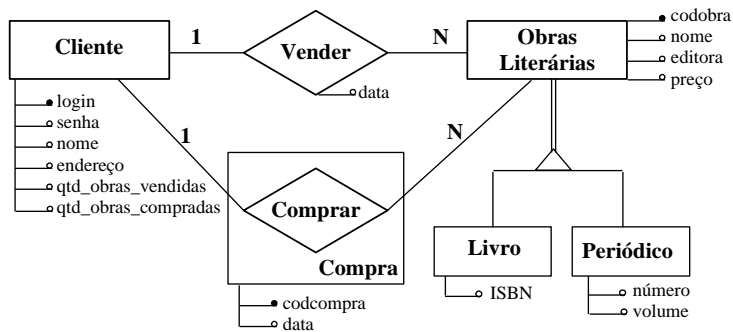 Cliente
1
Vender
N
Obras
Literárias
codobra
nome
editora
preço
data
login
senha
nome
endereço
qtd_obras_vendidas
qtd_obras_compradas
1
N
Comprar
Compra
codcompra
data
Livro
ISBN
Periódico
número
volume